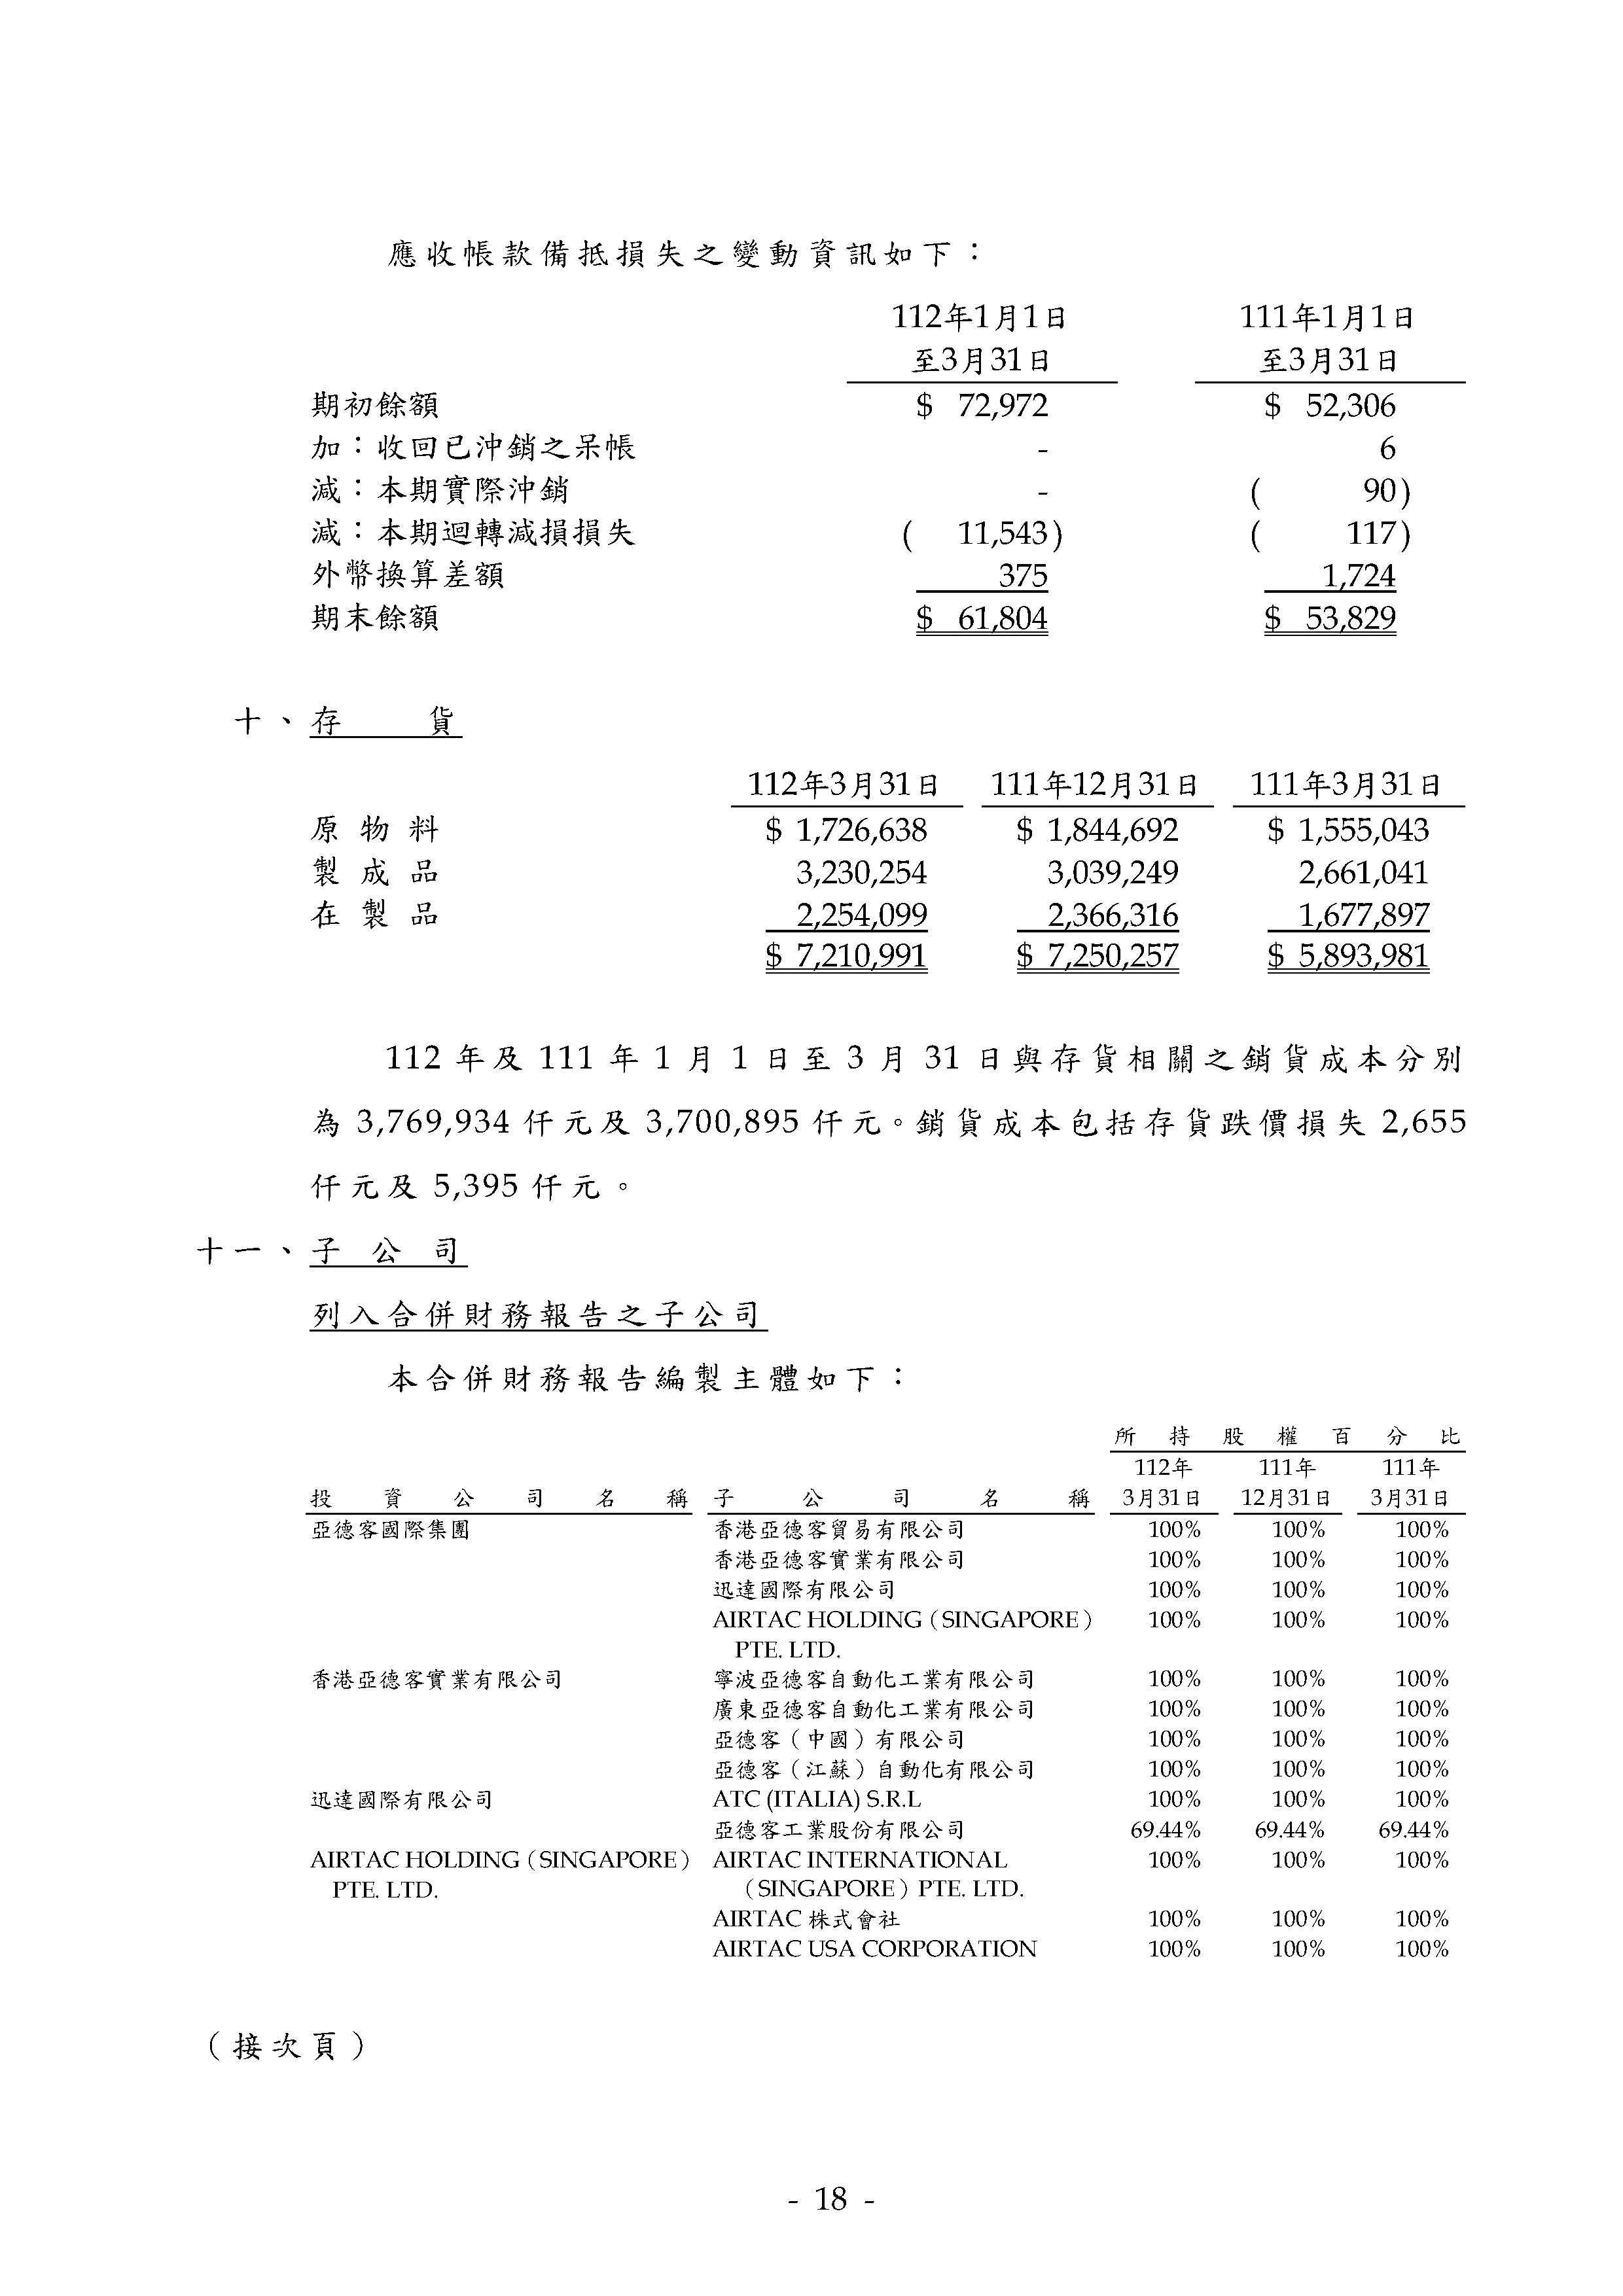 應收帳款備抵損失之變動資訊如下：
112年1月1日 111年1月1日
至3月31日 至3月31日
期初餘額 $ 72,972 $ 52,306
加：收回已沖銷之呆帳 - 6
減：本期實際沖銷 - ( 90)
減：本期迴轉減損損失 ( 11,543) ( 117)
外幣換算差額 375 1,724
期末餘額 $ 61,804 $ 53,829
十、存 貨
112年3月31日 111年12月31日 111年3月31日
原 物 料 $ 1,726,638 $ 1,844,692 $ 1,555,043
製 成 品 3,230,254 3,039,249 2,661,041
在 製 品 2,254,099 2,366,316 1,677,897
$ 7,210,991 $ 7,250,257 $ 5,893,981
112 年及 111 年 1 月 1 日至 3 月 31 日與存貨相關之銷貨成本分別
為 3,769,934 仟元及 3,700,895 仟元。銷貨成本包括存貨跌價損失 2,655
仟元及 5,395 仟元。
十一、子 公 司
列入合併財務報告之子公司
本合併財務報告編製主體如下：
所 持 股 權 百 分 比
112年 111年 111年
投 資 公 司 名 稱 子 公 司 名 稱 3月31日 12月31日 3月31日
亞德客國際集團 香港亞德客貿易有限公司 100% 100% 100%
香港亞德客實業有限公司 100% 100% 100%
迅達國際有限公司 100% 100% 100%
AIRTAC HOLDING（SINGAPORE） 100% 100% 100%
PTE. LTD.
香港亞德客實業有限公司 寧波亞德客自動化工業有限公司 100% 100% 100%
廣東亞德客自動化工業有限公司 100% 100% 100%
亞德客（中國）有限公司 100% 100% 100%
亞德客（江蘇）自動化有限公司 100% 100% 100%
迅達國際有限公司 ATC (ITALIA) S.R.L 100% 100% 100%
亞德客工業股份有限公司 69.44% 69.44% 69.44%
AIRTAC HOLDING（SINGAPORE） AIRTAC INTERNATIONAL 100% 100% 100%
PTE. LTD. （SINGAPORE）PTE. LTD.
AIRTAC 株式會社 100% 100% 100%
AIRTAC USA CORPORATION 100% 100% 100%
（接次頁）
- 18 -